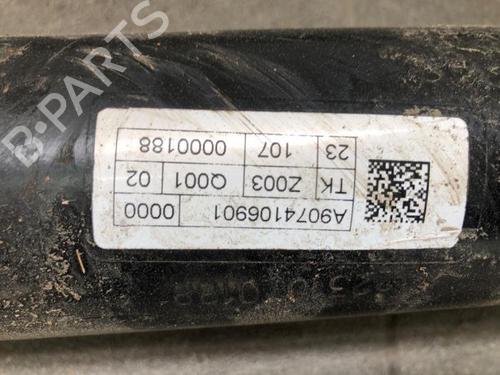 A9074106901 0000
TK Z003 Q001 02
23 107 0000188
B-PARTS